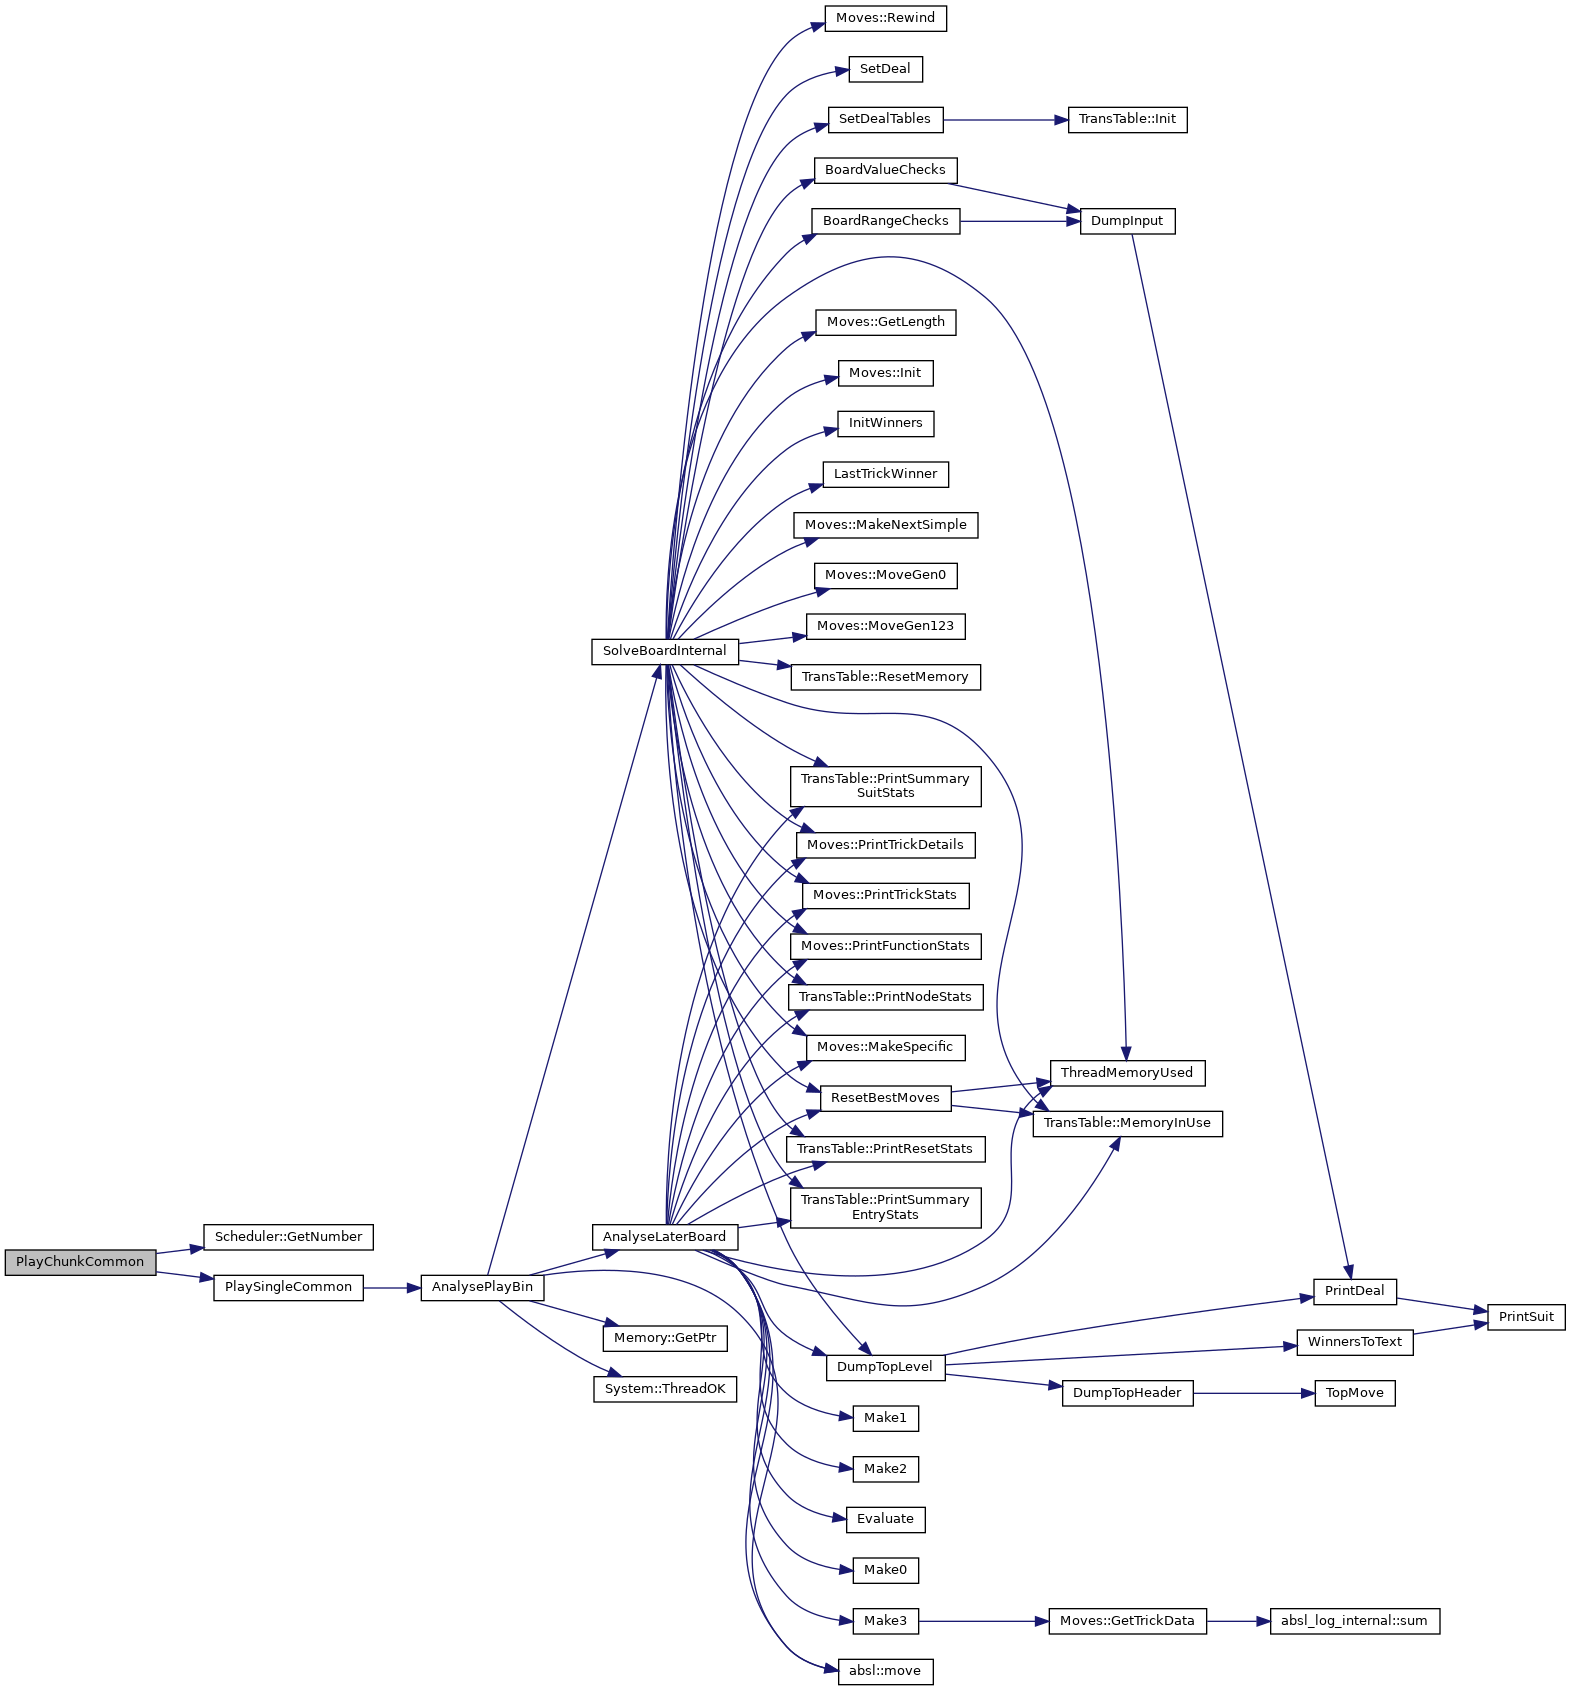 Moves::Rewind
SetDeal
SetDealTables
TransTable::Init
BoardValueChecks
BoardRangeChecks
DumpInput
Moves::GetLength
Moves::Init
InitWinners
LastTrickWinner
Moves::MakeNextSimple
Moves::MoveGen0
Moves::MoveGen123
SolveBoardInternal
TransTable::ResetMemory
TransTable::PrintSummary
SuitStats
Moves::PrintTrickDetails
Moves::PrintTrickStats
Moves::PrintFunctionStats
TransTable::PrintNodeStats
Moves::MakeSpecific
ThreadMemoryUsed
ResetBestMoves
TransTable::MemoryInUse
TransTable::PrintResetStats
TransTable::PrintSummary
EntryStats
Scheduler::GetNumber
AnalyseLaterBoard
PlayChunkCommon
PlaySingleCommon
AnalysePlayBin
PrintDeal
PrintSuit
Memory::GetPtr
WinnersToText
DumpTopLevel
System::ThreadOK
DumpTopHeader
TopMove
Make1
Make2
Evaluate
Make0
Make3
Moves::GetTrickData
absl_log_internal::sum
absl::move